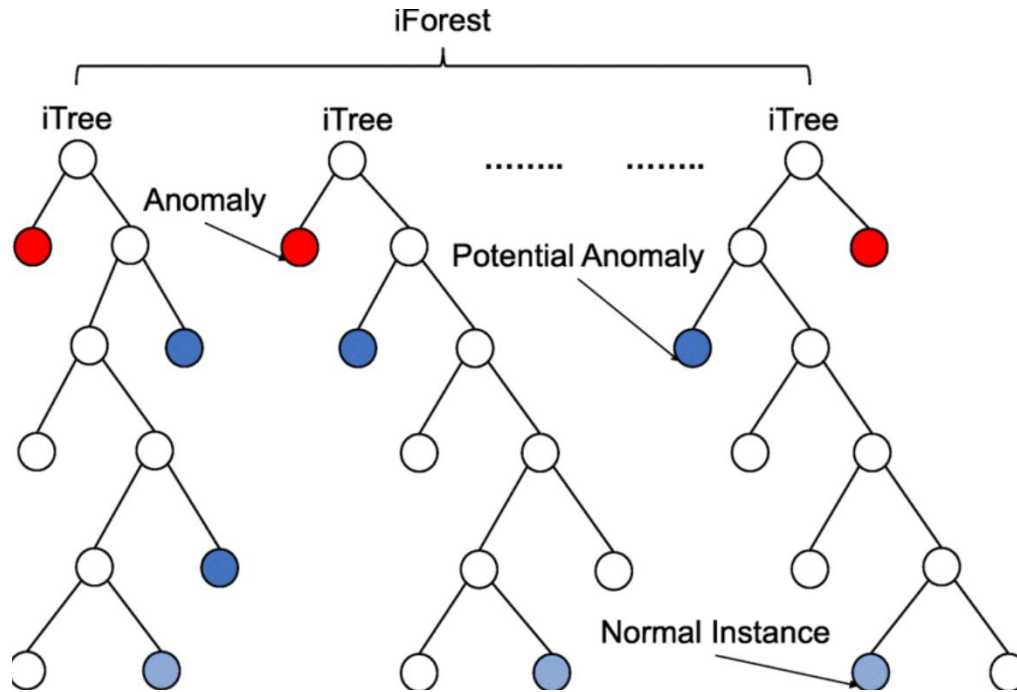 iForest
iTree
iTree
iTree
........
........
Anomaly
Potential Anomaly
Normal Instance